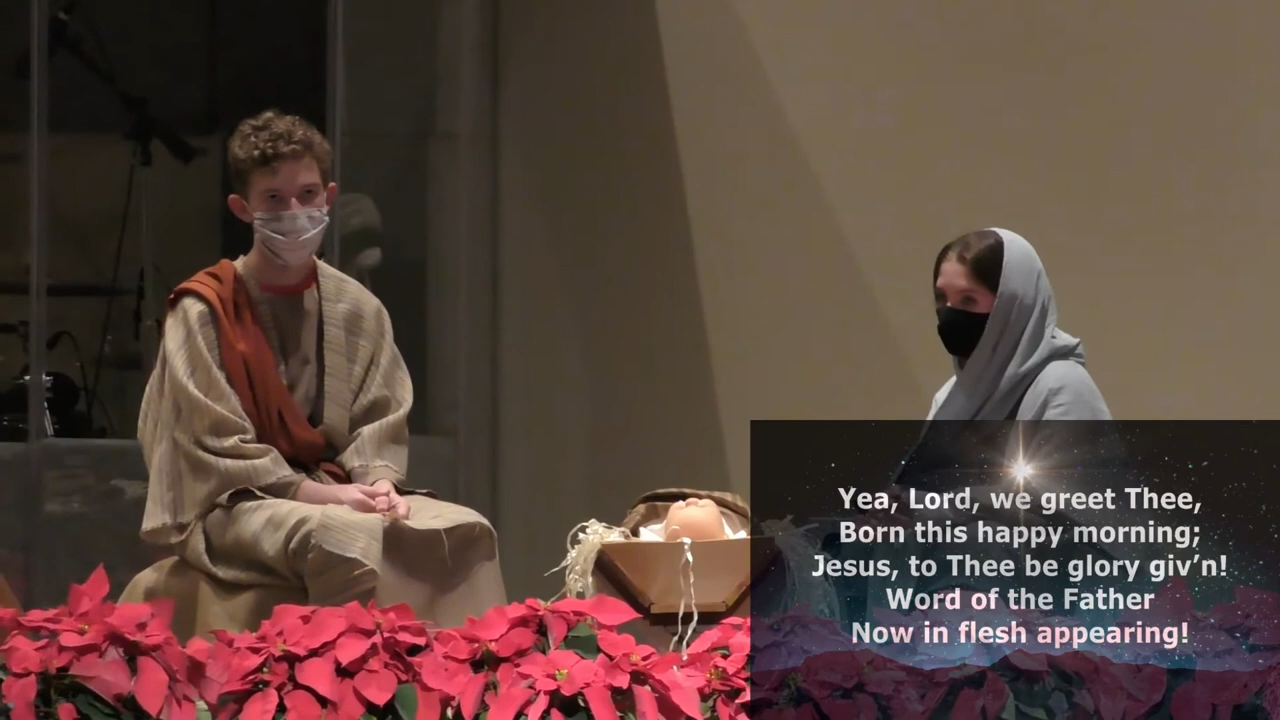 Yea, Lord, we greet Thee,
Born this happy morning;
Jesus, to Thee be glory giv’n!
Word of the Father
Now in flesh appearing!